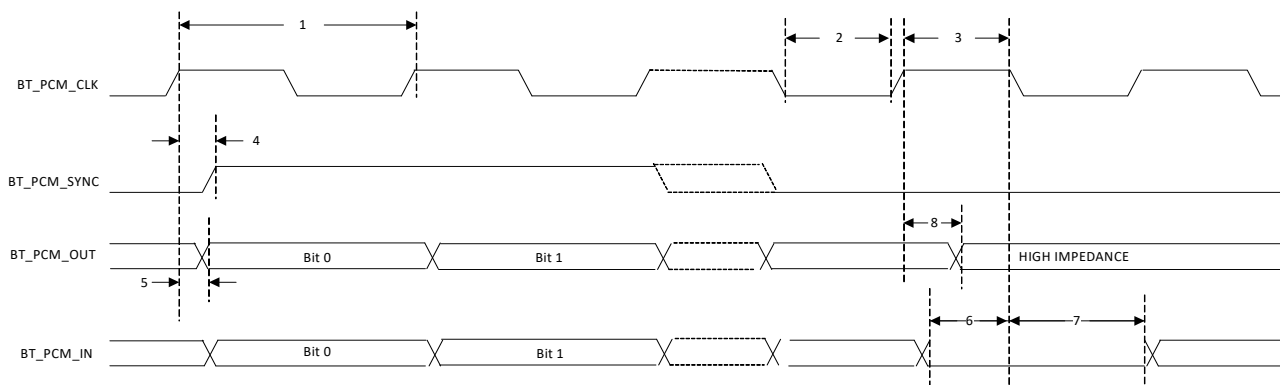 1
2
3
BT_PCM_CLK
4
BT_PCM_SYNC
8
BT_PCM_OUT
Bit 0
Bit 1
HIGH IMPEDANCE
5
6
7
BT_PCM_IN
Bit 0
Bit 1